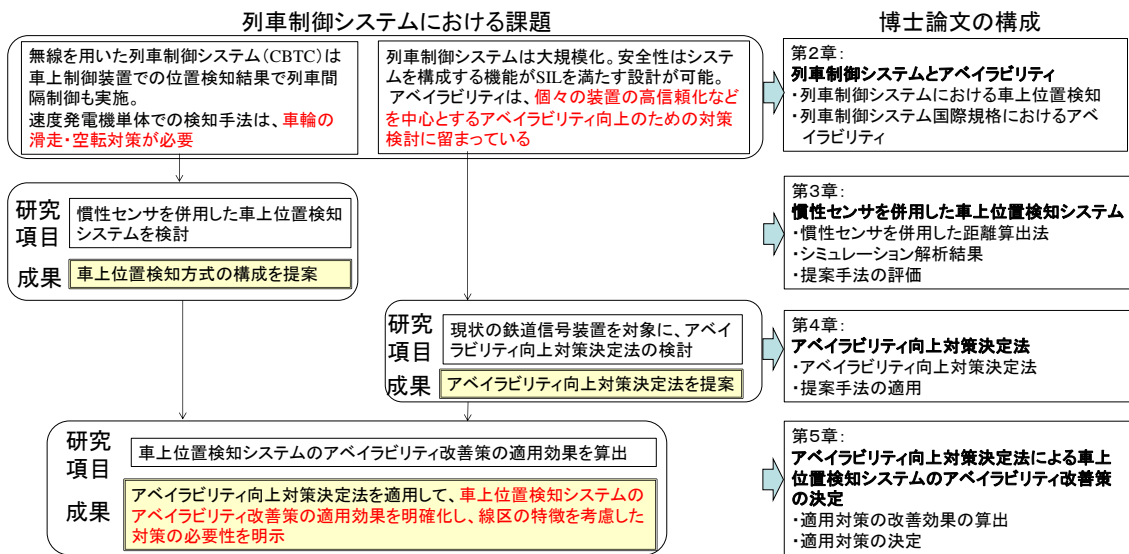 列車制御システムにおける課題
無線を用いた列車制御システム(CBTC)は
車上制御装置での位置検知結果で列車間
隔制御も実施。
速度発電機単体での検知手法は、車輪の
滑走・空転対策が必要
列車制御システムは大規模化。安全性はシステ
ムを構成する機能がSILを満たす設計が可能。
アベイラビリティは、個々の装置の高信頼化など
を中心とするアベイラビリティ向上のための対策
検討に留まっている
研究
項目
慣性センサを併用した車上位置検知
システムを検討
成果
車上位置検知方式の構成を提案
研究
項目
現状の鉄道信号装置を対象に、アベイ
ラビリティ向上対策決定法の検討
成果
アベイラビリティ向上対策決定法を提案
研究
項目
車上位置検知システムのアベイラビリティ改善策の適用効果を算出
成果
アベイラビリティ向上対策決定法を適用して、車上位置検知システムの
アベイラビリティ改善策の適用効果を明確化し、線区の特徴を考慮した
対策の必要性を明示
博士論文の構成
第2章:
列車制御システムとアベイラビリティ
・列車制御システムにおける車上位置検知
・列車制御システム国際規格におけるアベ
イラビリティ
第3章:
慣性センサを併用した車上位置検知システム
・慣性センサを併用した距離算出法
・シミュレーション解析結果
・提案手法の評価
第4章:
アベイラビリティ向上対策決定法
・アベイラビリティ向上対策決定法
・提案手法の適用
第5章:
アベイラビリティ向上対策決定法による車上
位置検知システムのアベイラビリティ改善策
の決定
・適用対策の改善効果の算出
・適用対策の決定